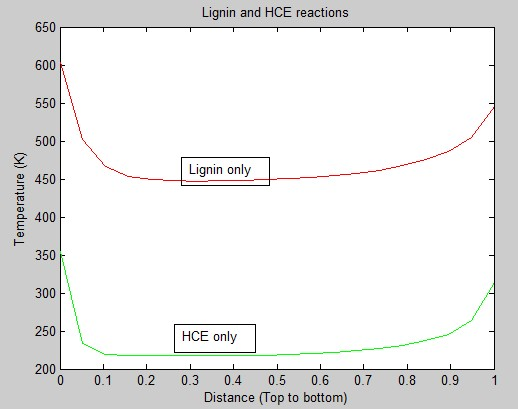 Lignin and HCE reactions
650
600
550
500
450
400
350
300
250
200
Temperature (K)
Lignin only
HCE only
0 0.1 0.2 0.3 0.4 0.5 0.6 0.7 0.8 0.9 1
Distance (Top to bottom)